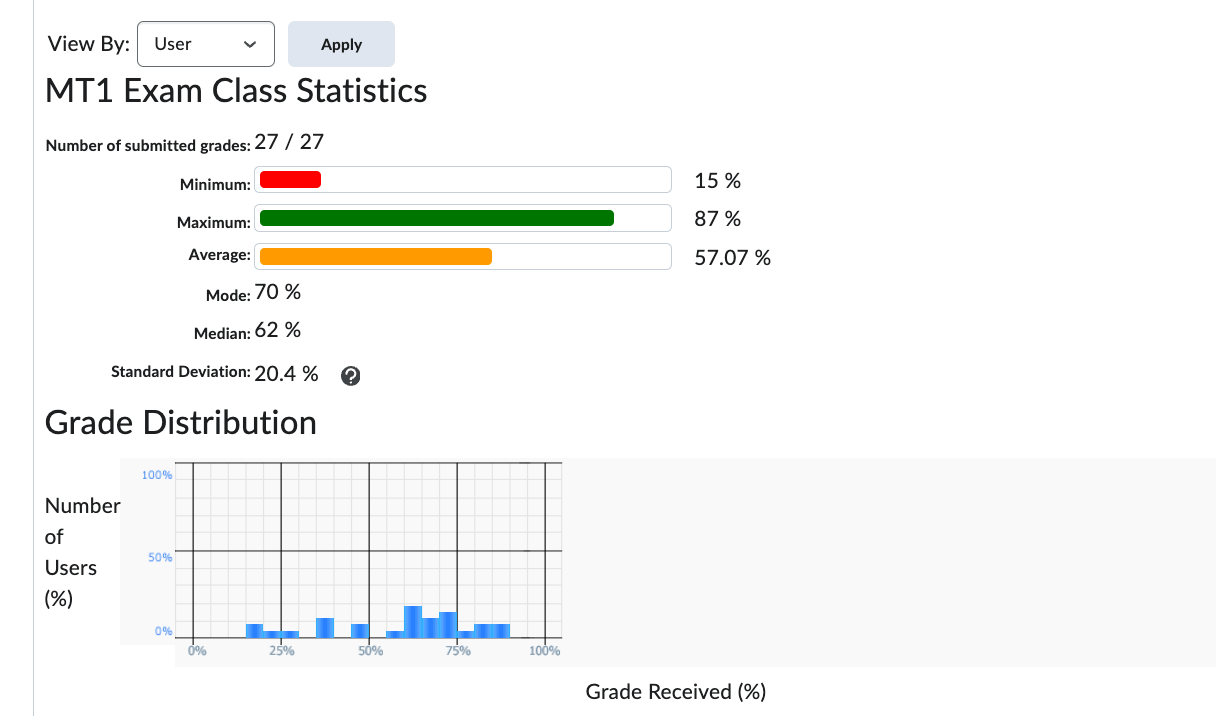 View By: User Apply
MT1 Exam Class Statistics
Number of submitted grades: 27 / 27
Minimum: 15 %
Maximum: 87 %
Average: 57.07 %
Mode: 70 %
Median: 62 %
Standard Deviation: 20.4 % ?
Grade Distribution
Number
of
Users
(%)
100%
50%
0%
0% 25% 50% 75% 100%
Grade Received (%)